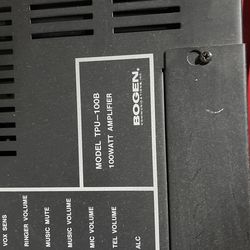 MODEL TPU-100B
100WATT AMPLIFIER
BOGEN
COMMUNICATIONS, INC.
VOX SENS
RINGER VOLUME
MUSIC MUTE
MUSIC VOLUME
MIC VOLUME
TEL VOLUME
ALC